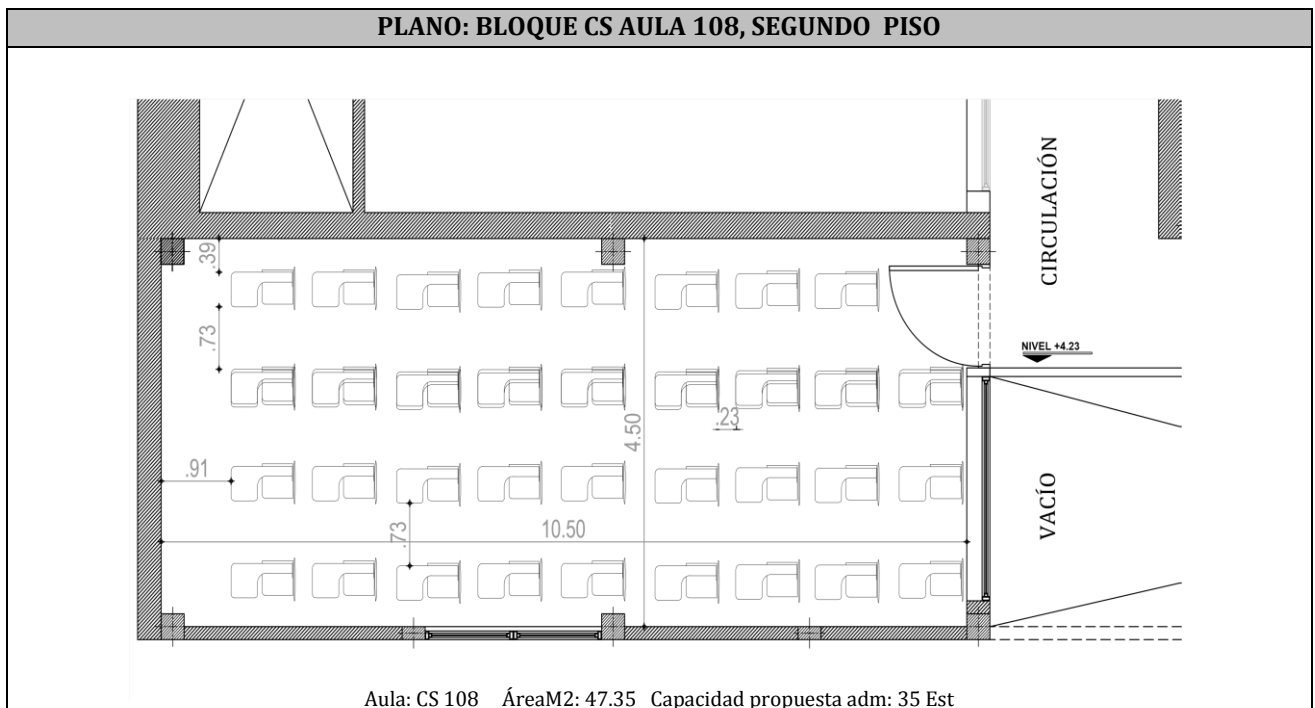 PLANO: BLOQUE CS AULA 108, SEGUNDO PISO
CIRCULACIÓN
.39
.73
NIVEL +4.23
.23
4.50
.91
VACÍO
.73
10.50
Aula: CS 108 ÁreaM2: 47.35 Capacidad propuesta adm: 35 Est